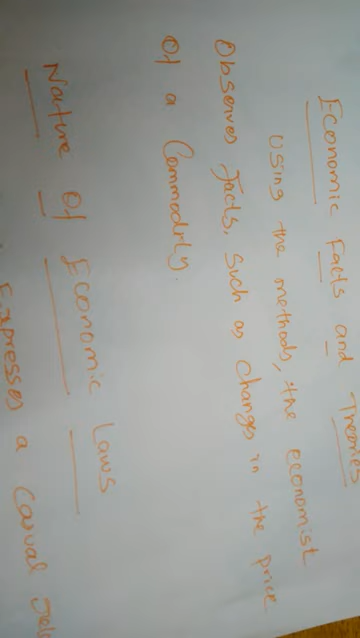 Economic Facts and Theories
Using the methods, the economist
Observes facts, such as changes in the price
Of a Commodity.
Nature Of Economic Laws
Expresses a Casual